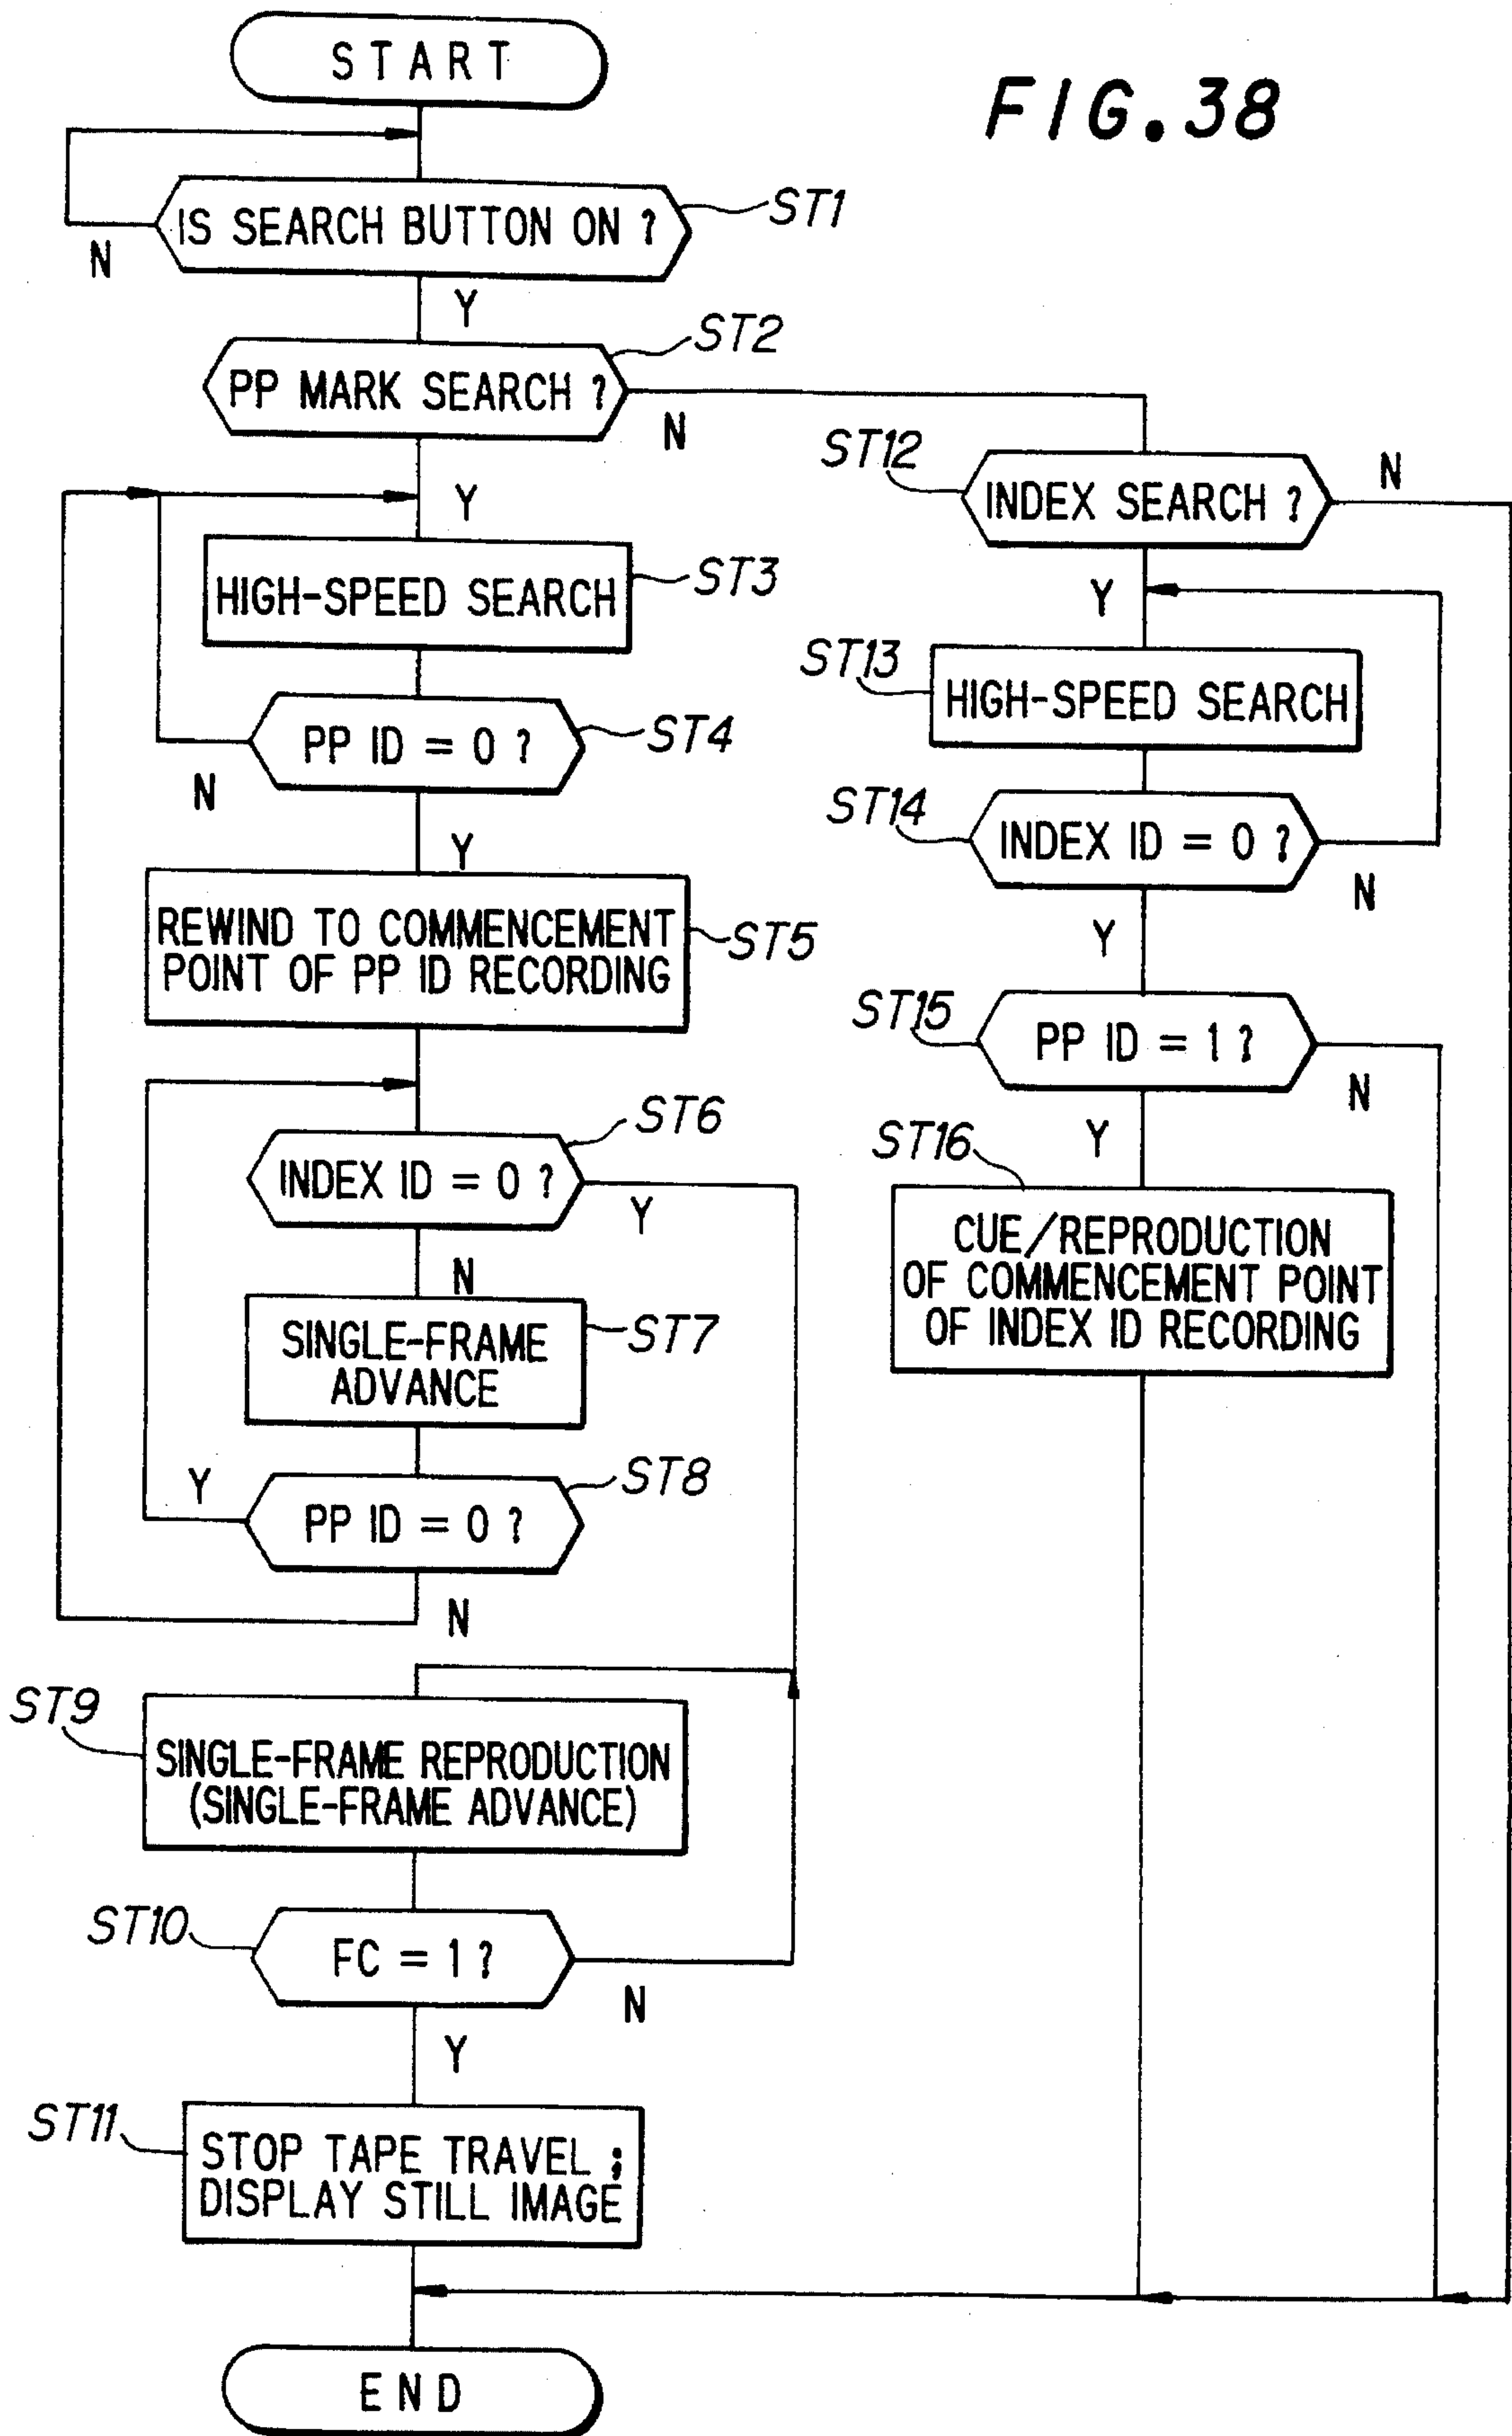 START
FIG.38
IS SEARCH BUTTON ON ?
ST1
N
Y
PP MARK SEARCH ?
ST2
N
Y
HIGH-SPEED SEARCH
ST3
PP ID = 0 ?
ST4
N
Y
REWIND TO COMMENCEMENT
POINT OF PP ID RECORDING
ST5
INDEX ID = 0 ?
ST6
Y
N
SINGLE-FRAME
ADVANCE
ST7
PP ID = 0 ?
ST8
Y
N
ST9
SINGLE-FRAME REPRODUCTION
(SINGLE-FRAME ADVANCE)
ST10
FC = 1 ?
N
Y
ST11
STOP TAPE TRAVEL ;
DISPLAY STILL IMAGE
END
ST12
INDEX SEARCH ?
N
Y
ST13
HIGH-SPEED SEARCH
ST14
INDEX ID = 0 ?
N
Y
ST15
PP ID = 1 ?
N
Y
ST16
CUE/REPRODUCTION
OF COMMENCEMENT POINT
OF INDEX ID RECORDING